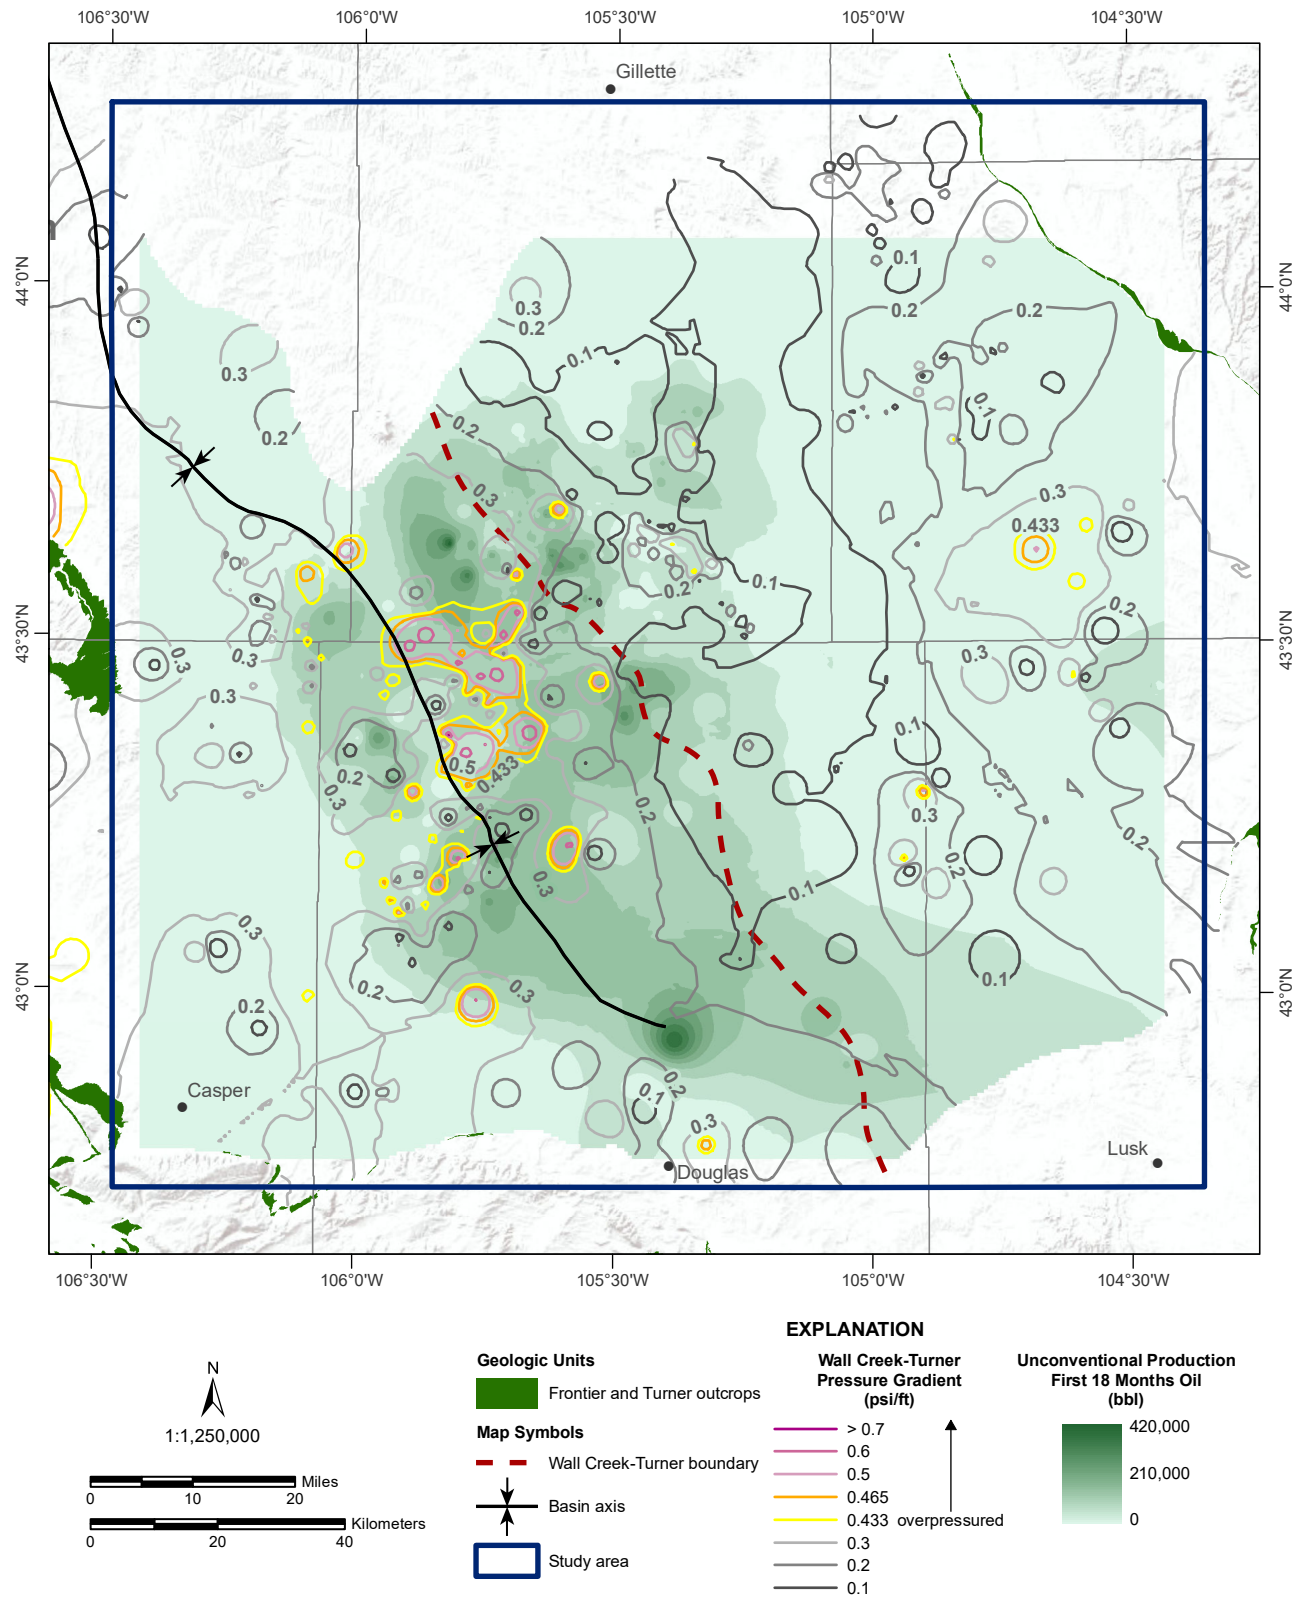 106°30'W 106°0'W 105°30'W 105°0'W 104°30'W
Gillette
44°0'N
44°0'N
0.1
0.3
0.2
0.2
0.2
0.1
0.3
0.2
0.1
0.2
0.3
0.3
0.433
0.1
0.2
0.2
43°30'N
43°30'N
0.3
0.3
0.3
0.3
0.1
0.5
0.433
0.2
0.3
0.2
0.3
0.2
0.2
0.3
0.1
0.3
0.2
0.3
0.1
43°0'N
43°0'N
0.2
0.2
0.1
0.3
Casper
Lusk
Douglas
106°30'W 106°0'W 105°30'W 105°0'W 104°30'W
EXPLANATION
N
1:1,250,000
Miles
0 10 20
Kilometers
0 20 40
Geologic Units
Frontier and Turner outcrops
Map Symbols
Wall Creek-Turner boundary
Basin axis
Study area
Wall Creek-Turner
Pressure Gradient
(psi/ft)
> 0.7
0.6
0.5
0.465
0.433 overpressured
0.3
0.2
0.1
Unconventional Production
First 18 Months Oil
(bbl)
420,000
210,000
0